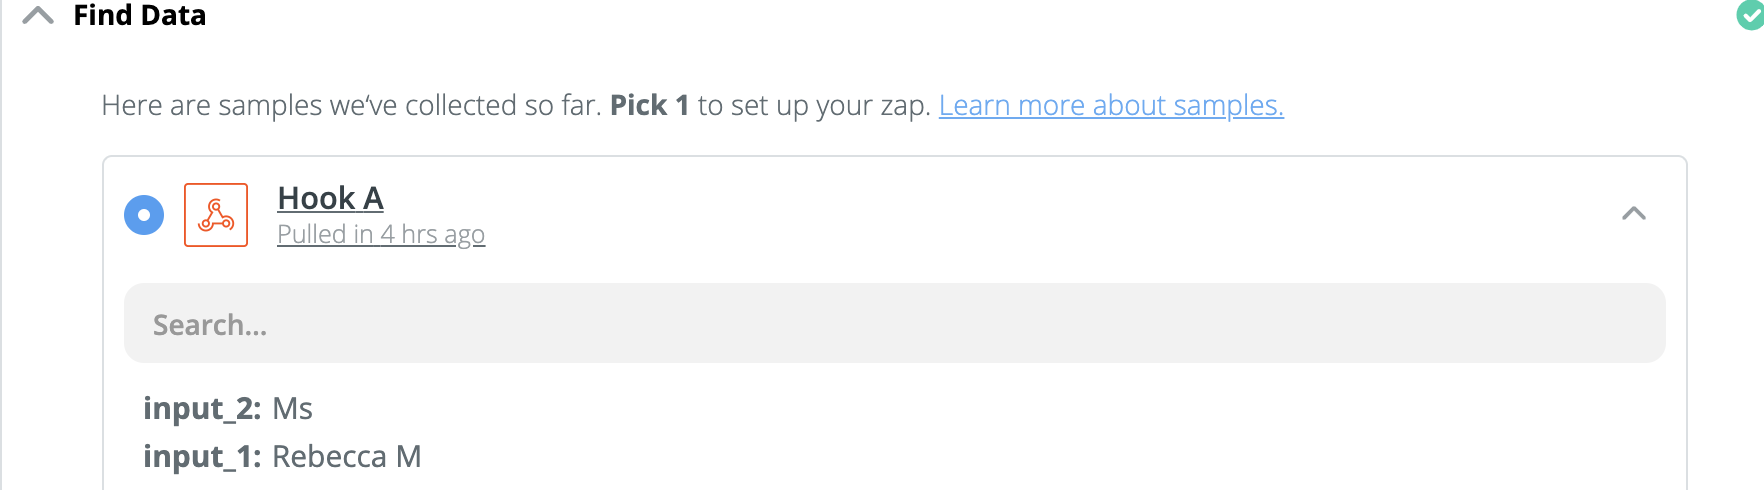 Find Data
Here are samples we‘ve collected so far. Pick 1 to set up your zap. Learn more about samples.
Hook A
Pulled in 4 hrs ago
Search...
input_2: Ms
input_1: Rebecca M